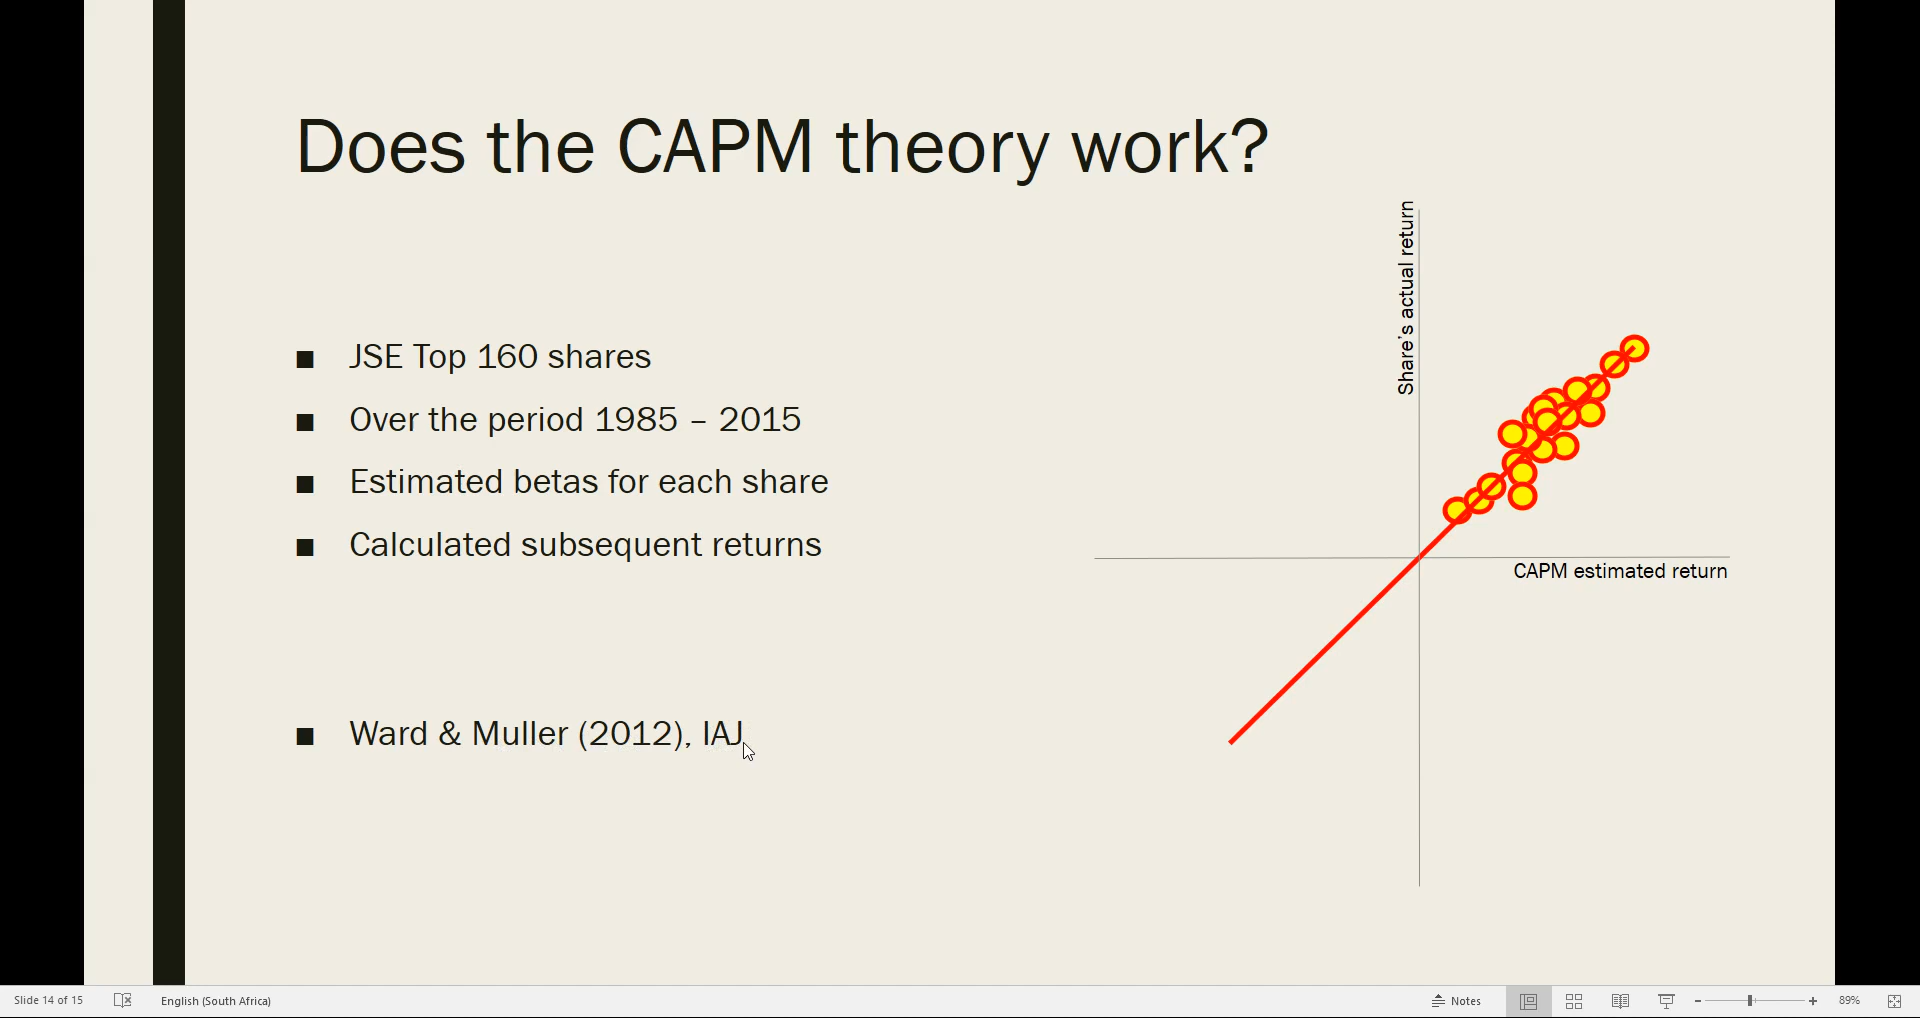 Does the CAPM theory work?
■ JSE Top 160 shares
■ Over the period 1985 – 2015
■ Estimated betas for each share
■ Calculated subsequent returns
■ Ward & Muller (2012), IAJ
Share's actual return
CAPM estimated return
Slide 14 of 15
English (South Africa)
Notes
89%